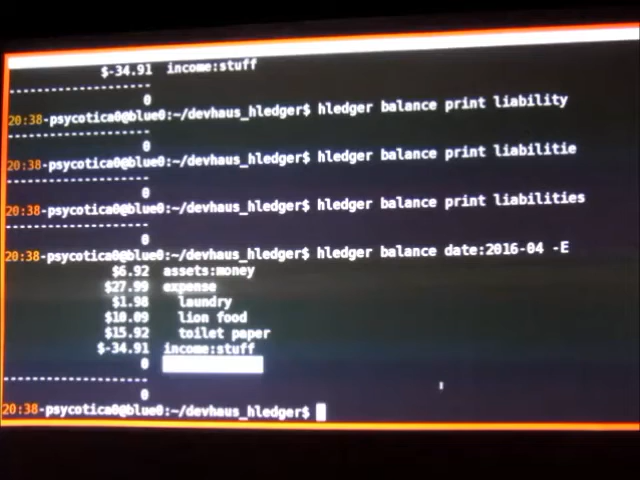 $-34.91 income:stuff
--------------------
0
20:38-psycotica0@blue0:~/devhaus_hledger$ hledger balance print liability
--------------------
0
20:38-psycotica0@blue0:~/devhaus_hledger$ hledger balance print liabilitie
--------------------
0
20:38-psycotica0@blue0:~/devhaus_hledger$ hledger balance print liabilities
--------------------
0
20:38-psycotica0@blue0:~/devhaus_hledger$ hledger balance date:2016-04 -E
$6.92 assets:money
$27.99 expense
$1.98 laundry
$10.09 lion food
$15.92 toilet paper
$-34.91 income:stuff
0
--------------------
0
20:38-psycotica0@blue0:~/devhaus_hledger$